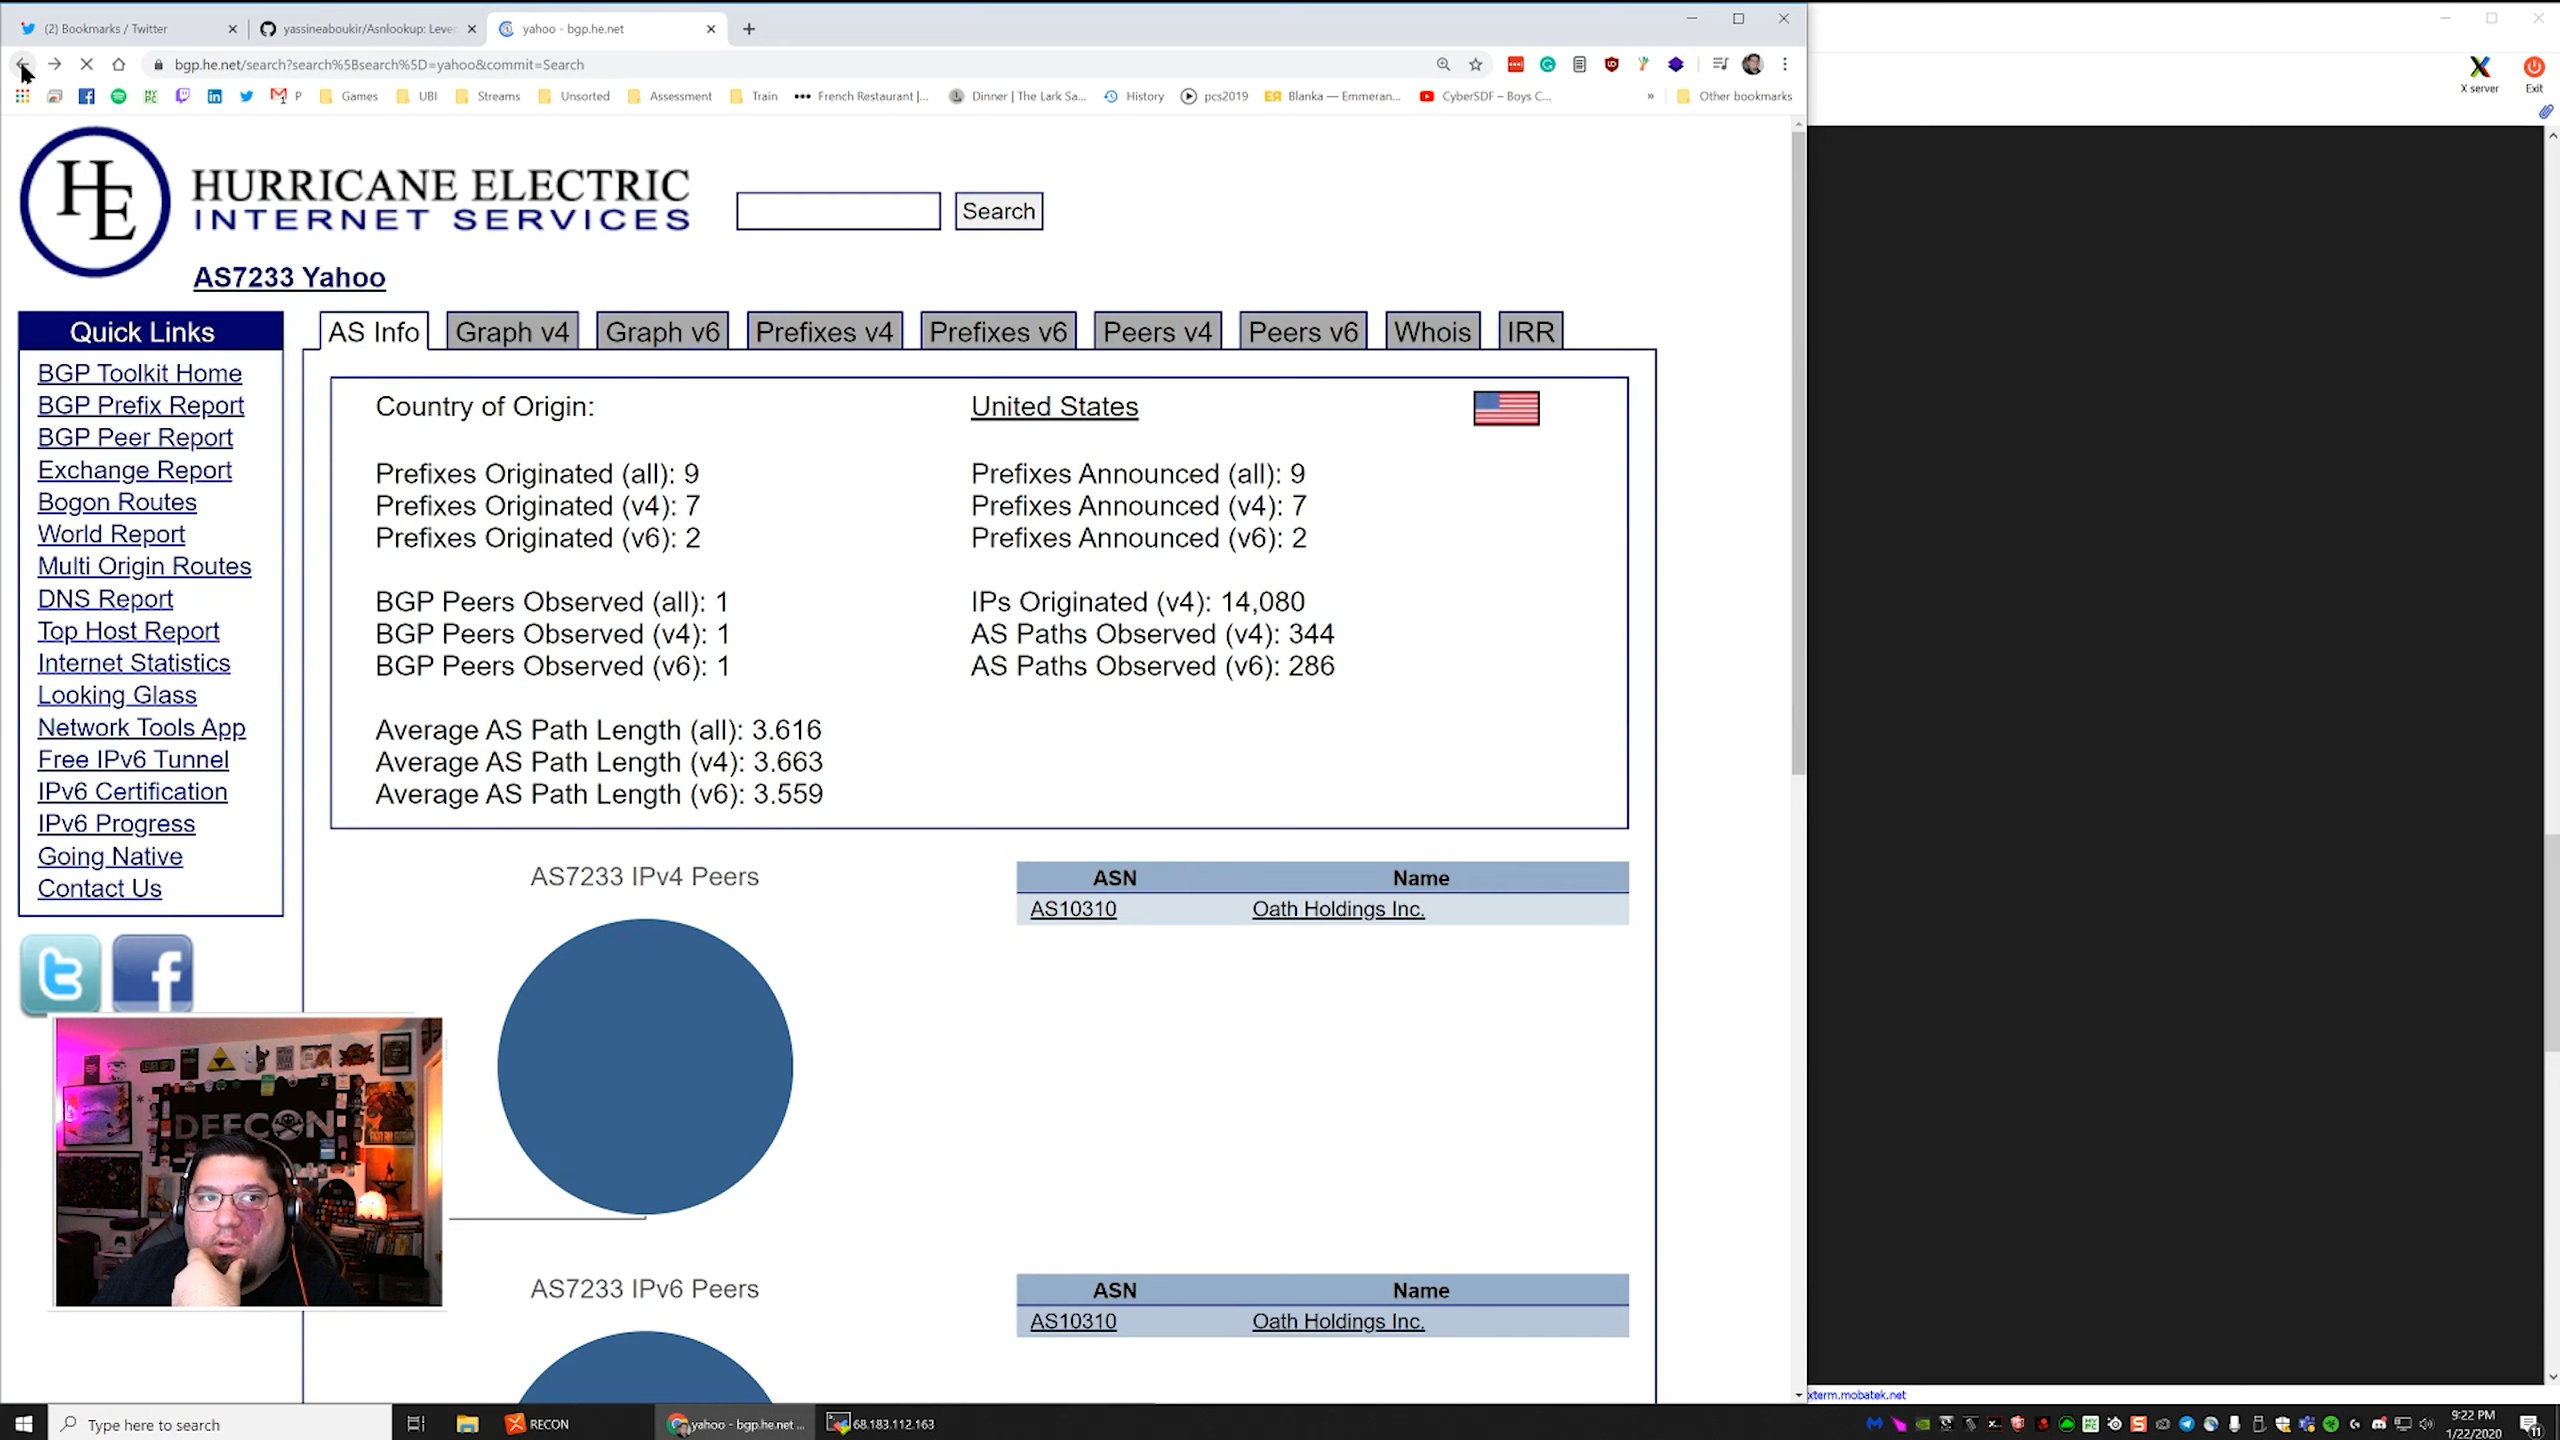 (2) Bookmarks / Twitter
yassineaboukir/Asnlookup: Lever
yahoo - bgp.he.net
bgp.he.net/search?search%5Bsearch%5D=yahoo&commit=Search
P
Games
UBI
Streams
Unsorted
Assessment
Train
French Restaurant |...
Dinner | The Lark Sa...
History
pcs2019
Blanka — Emmeran...
CyberSDF – Boys C...
»
Other bookmarks
X server
Exit
HE
HURRICANE ELECTRIC
INTERNET SERVICES
Search
AS7233 Yahoo
Quick Links
BGP Toolkit Home
BGP Prefix Report
BGP Peer Report
Exchange Report
Bogon Routes
World Report
Multi Origin Routes
DNS Report
Top Host Report
Internet Statistics
Looking Glass
Network Tools App
Free IPv6 Tunnel
IPv6 Certification
IPv6 Progress
Going Native
Contact Us
AS Info
Graph v4
Graph v6
Prefixes v4
Prefixes v6
Peers v4
Peers v6
Whois
IRR
Country of Origin:
United States
Prefixes Originated (all): 9
Prefixes Originated (v4): 7
Prefixes Originated (v6): 2
Prefixes Announced (all): 9
Prefixes Announced (v4): 7
Prefixes Announced (v6): 2
BGP Peers Observed (all): 1
BGP Peers Observed (v4): 1
BGP Peers Observed (v6): 1
IPs Originated (v4): 14,080
AS Paths Observed (v4): 344
AS Paths Observed (v6): 286
Average AS Path Length (all): 3.616
Average AS Path Length (v4): 3.663
Average AS Path Length (v6): 3.559
AS7233 IPv4 Peers
ASN Name
AS10310 Oath Holdings Inc.
AS7233 IPv6 Peers
ASN Name
AS10310 Oath Holdings Inc.
DEFCON
xterm.mobatek.net
Type here to search
RECON
yahoo - bgp.he.net ...
68.183.112.163
9:22 PM
1/22/2020